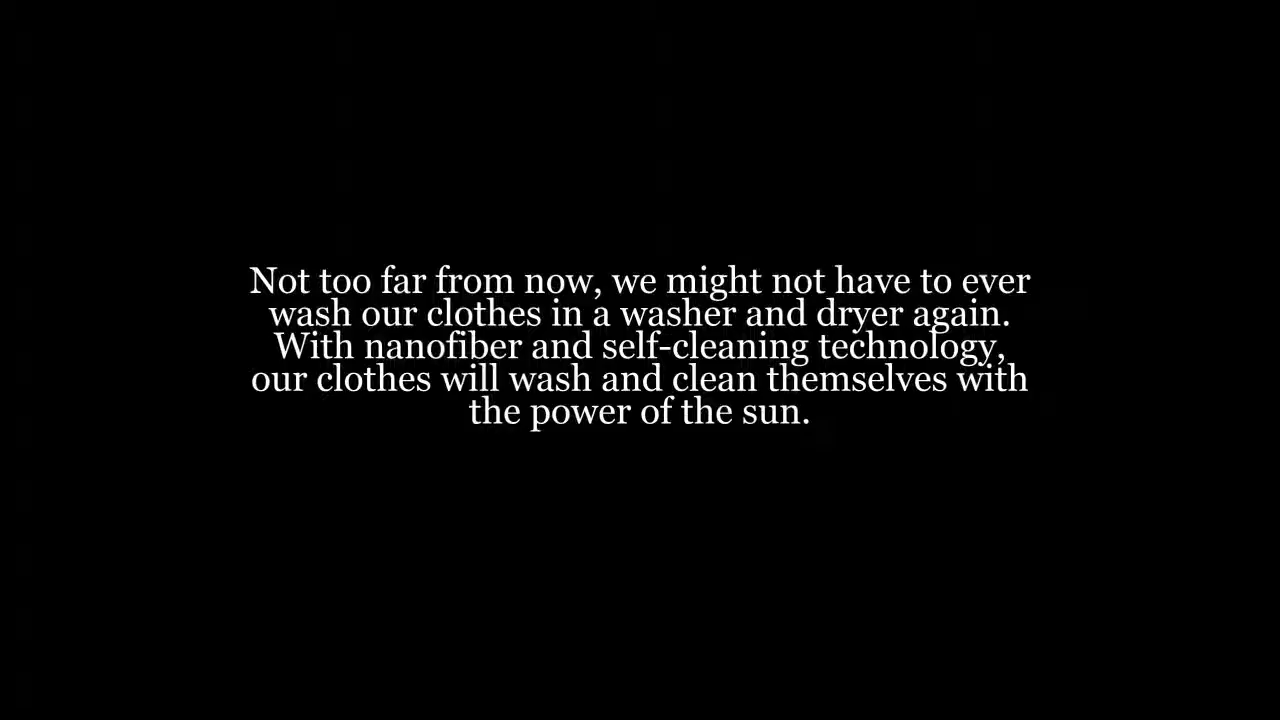 Not too far from now, we might not have to ever
wash our clothes in a washer and dryer again.
With nanofiber and self-cleaning technology,
our clothes will wash and clean themselves with
the power of the sun.